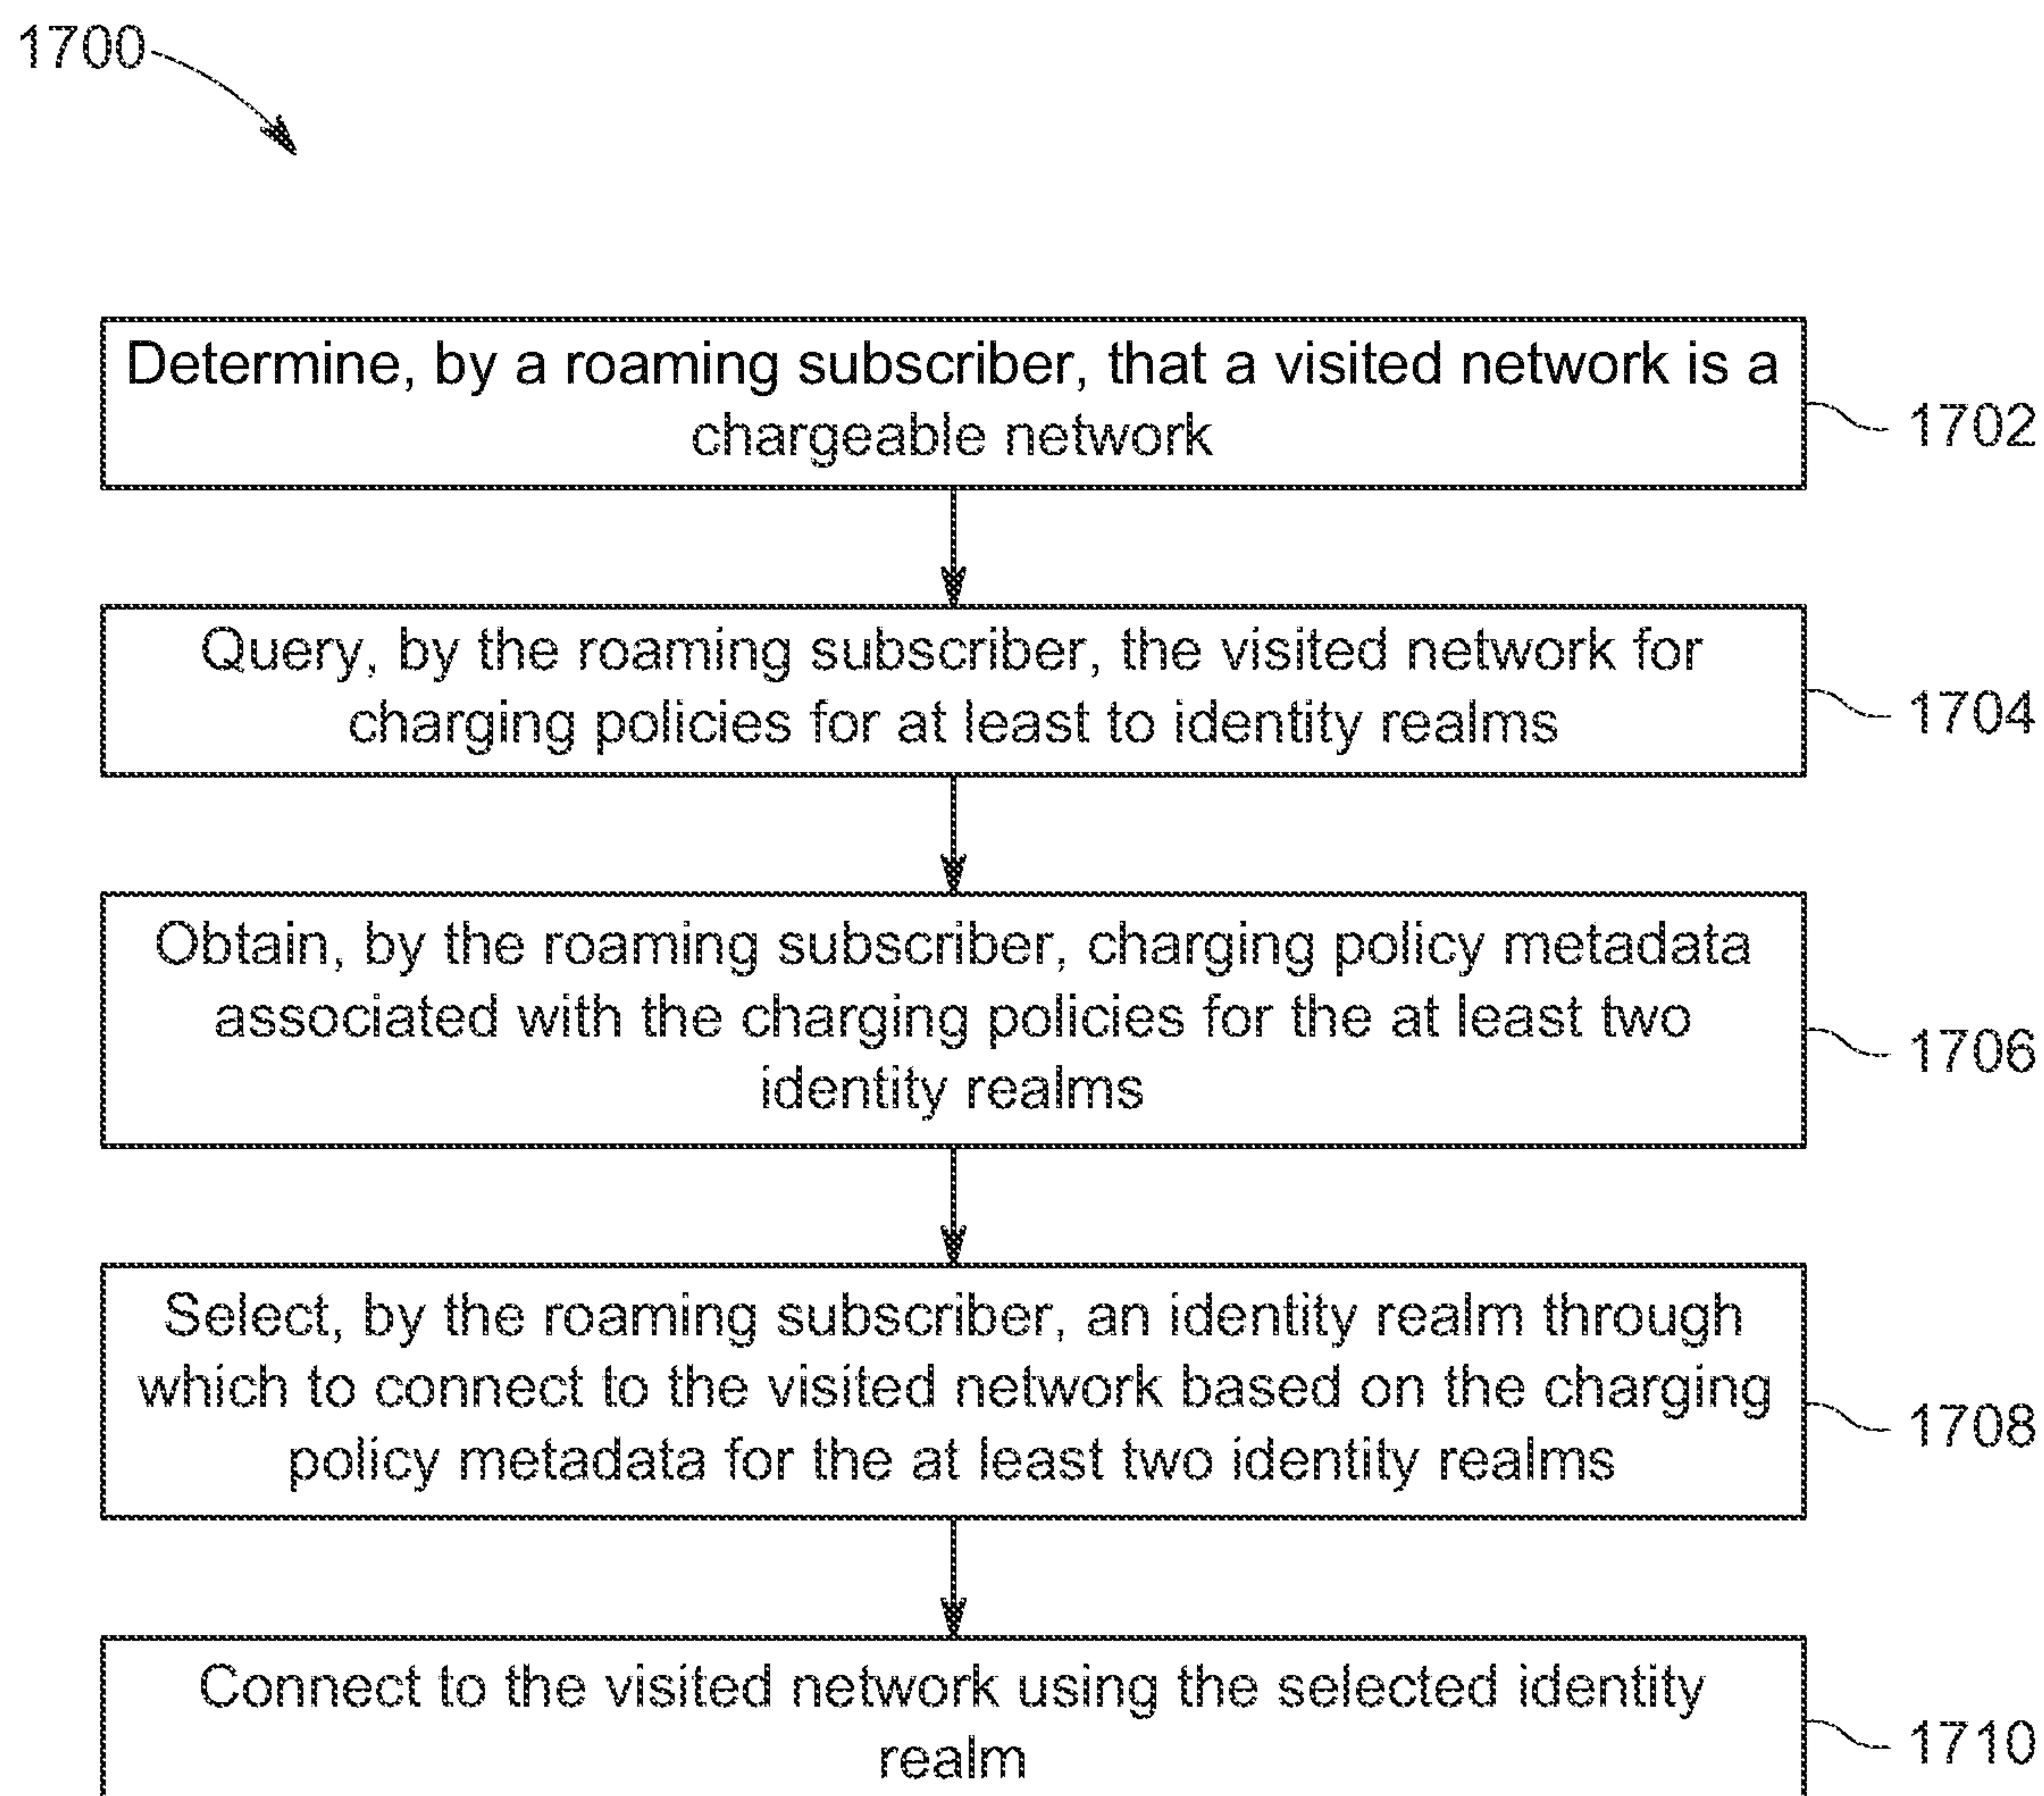 1700
Determine, by a roaming subscriber, that a visited network is a
chargeable network
1702
Query, by the roaming subscriber, the visited network for
charging policies for at least to identity realms
1704
Obtain, by the roaming subscriber, charging policy metadata
associated with the charging policies for the at least two
identity realms
1706
Select, by the roaming subscriber, an identity realm through
which to connect to the visited network based on the charging
policy metadata for the at least two identity realms
1708
Connect to the visited network using the selected identity
realm
1710